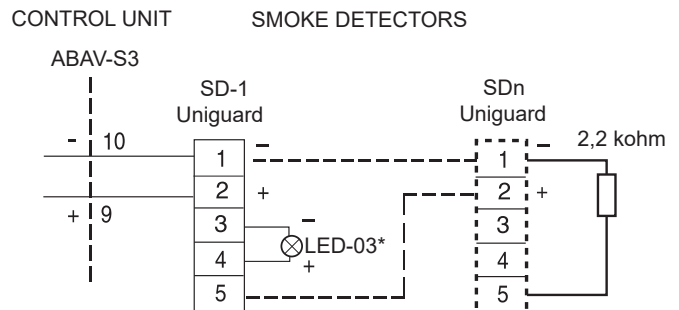 CONTROL UNIT SMOKE DETECTORS
ABAV-S3
SD-1 SDn
Uniguard Uniguard
- 10 1 − 1 − 2,2 kohm
2 + 2 +
+ 9
3 − 3
LED-03*
4 + 4
5 5